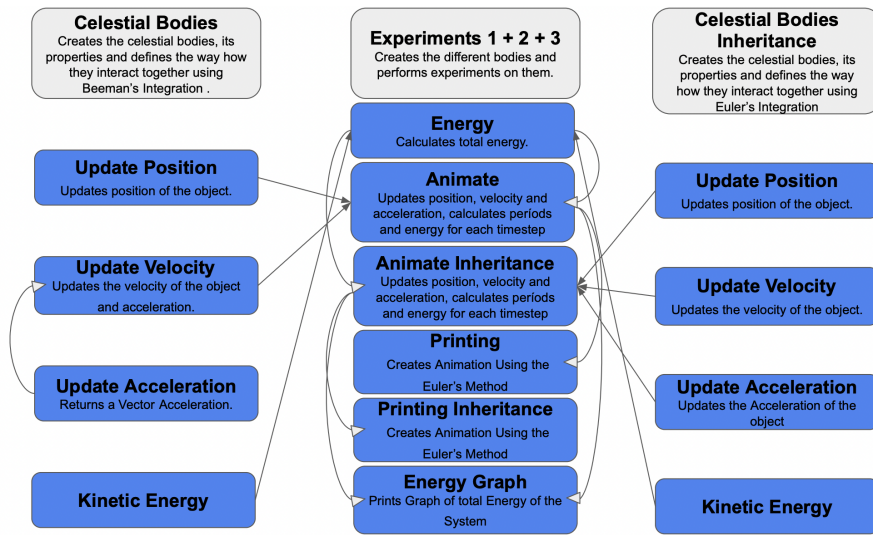 Celestial Bodies
Creates the celestial bodies, its
properties and defines the way how
they interact together using
Beeman's Integration .
Update Position
Updates position of the object.
Update Velocity
Updates the velocity of the object
and acceleration.
Update Acceleration
Returns a Vector Acceleration.
Kinetic Energy
Experiments 1 + 2 + 3
Creates the different bodies and
performs experiments on them.
Energy
Calculates total energy.
Animate
Updates position, velocity and
acceleration, calculates períods
and energy for each timestep
Animate Inheritance
Updates position, velocity and
acceleration, calculates períods
and energy for each timestep
Printing
Creates Animation Using the
Euler's Method
Printing Inheritance
Creates Animation Using the
Euler's Method
Energy Graph
Prints Graph of total Energy of the
System
Celestial Bodies
Inheritance
Creates the celestial bodies, its
properties and defines the way
how they interact together using
Euler's Integration
Update Position
Updates position of the object.
Update Velocity
Updates the velocity of the object.
Update Acceleration
Updates the Acceleration of the
object
Kinetic Energy